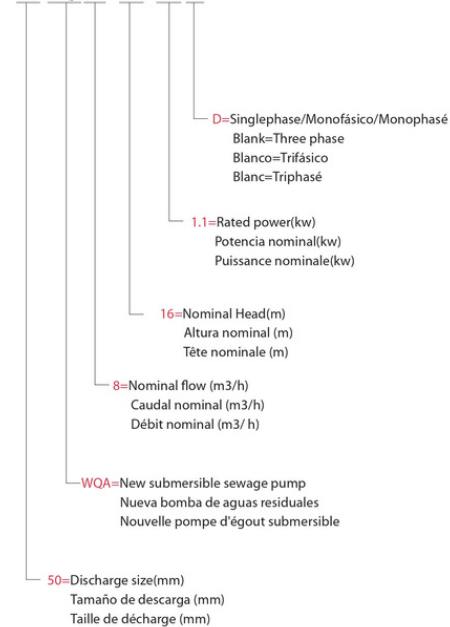 D=Singlephase/Monofásico/Monophasé
Blank=Three phase
Blanco=Trifásico
Blanc=Triphasé
1.1=Rated power(kw)
Potencia nominal(kw)
Puissance nominale(kw)
16=Nominal Head(m)
Altura nominal (m)
Tête nominale (m)
8=Nominal flow (m3/h)
Caudal nominal (m3/h)
Débit nominal (m3/ h)
WQA=New submersible sewage pump
Nueva bomba de aguas residuales
Nouvelle pompe d'égout submersible
50=Discharge size(mm)
Tamaño de descarga (mm)
Taille de décharge (mm)